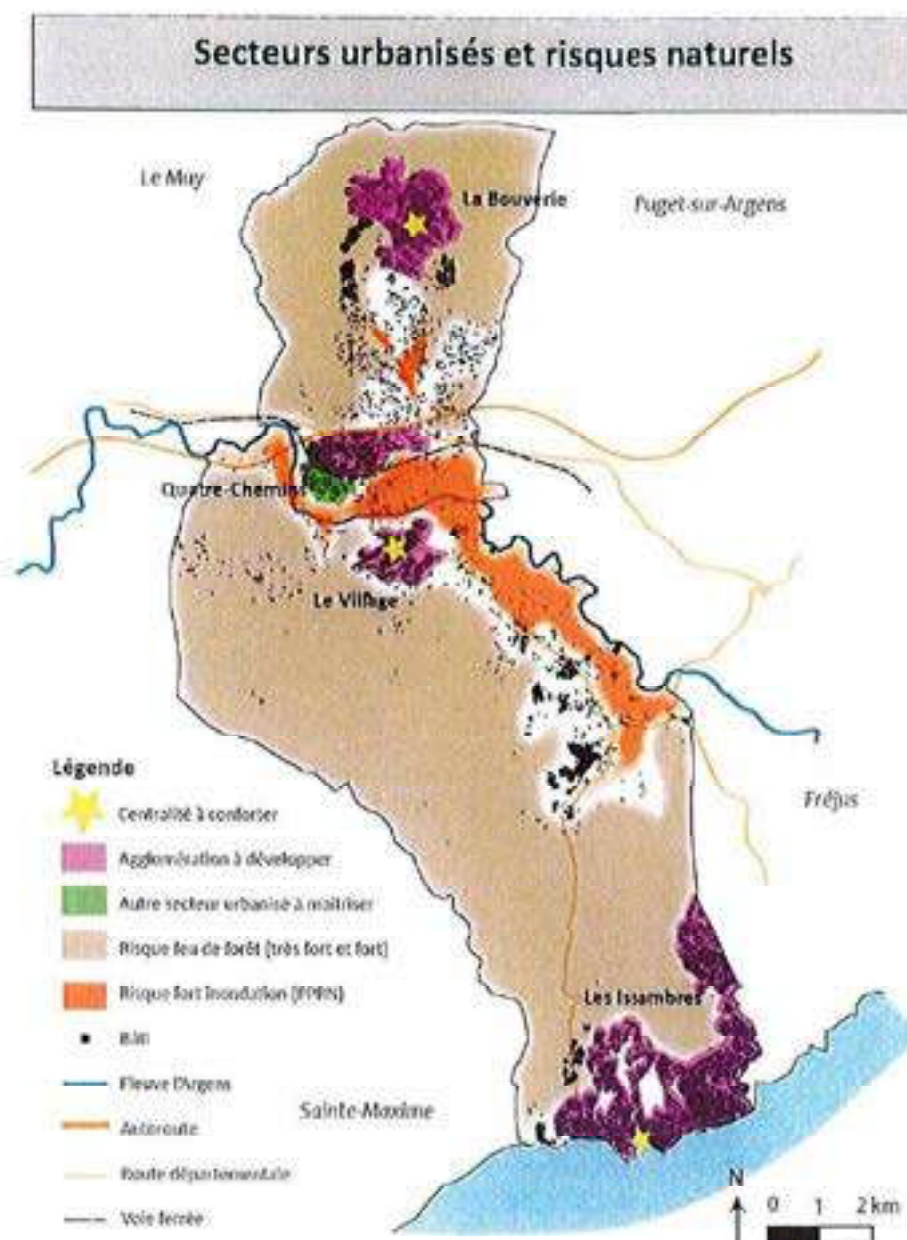 Secteurs urbanisés et risques naturels
Le Muy
La Bouverie
Puget-sur-Argens
Quatre-Chemins
Le Village
Légende
Centralité à conforter
Agglomération à développer
Autre secteur urbanisé à maîtriser
Risque feu de forêt (très fort et fort)
Risque fort inondation (PPRN)
Bâti
Fleuve l'Argens
Autoroute
Route départementale
Voie ferrée
Fréjus
Les Issambres
Sainte-Maxime
N
0 1 2 km